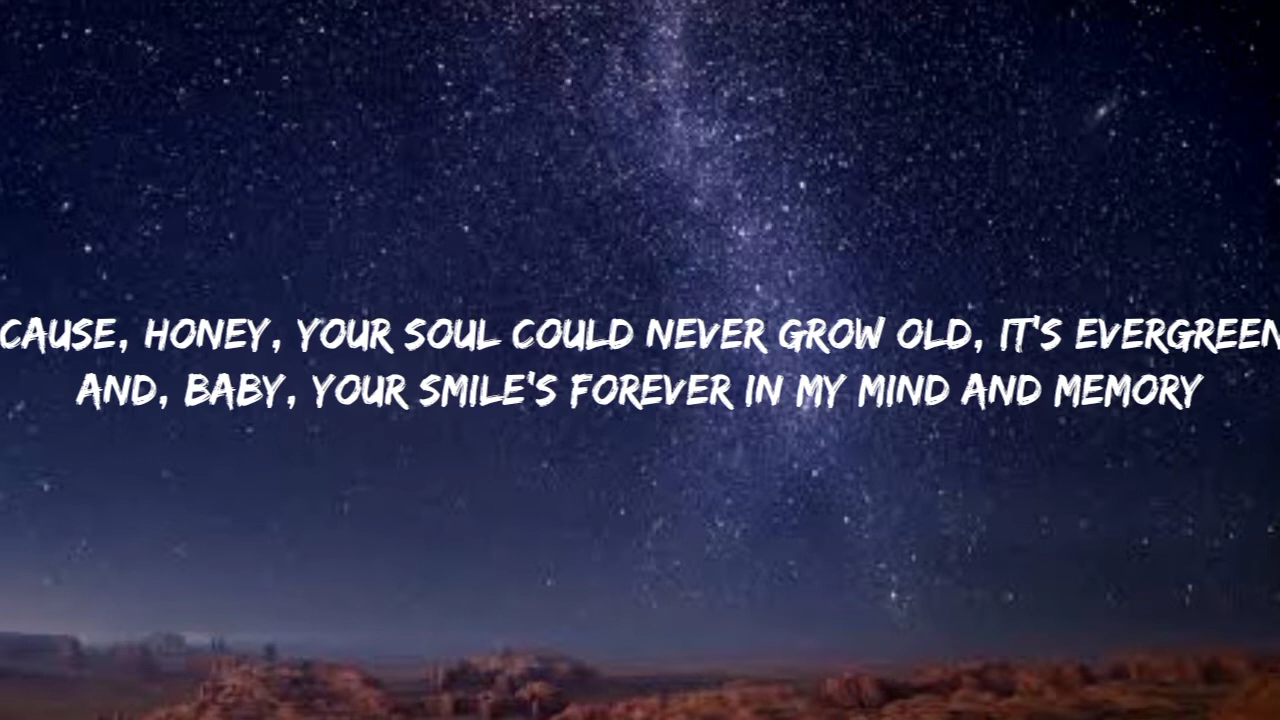 CAUSE, HONEY, YOUR SOUL COULD NEVER GROW OLD, IT'S EVERGREEN
AND, BABY, YOUR SMILE'S FOREVER IN MY MIND AND MEMORY